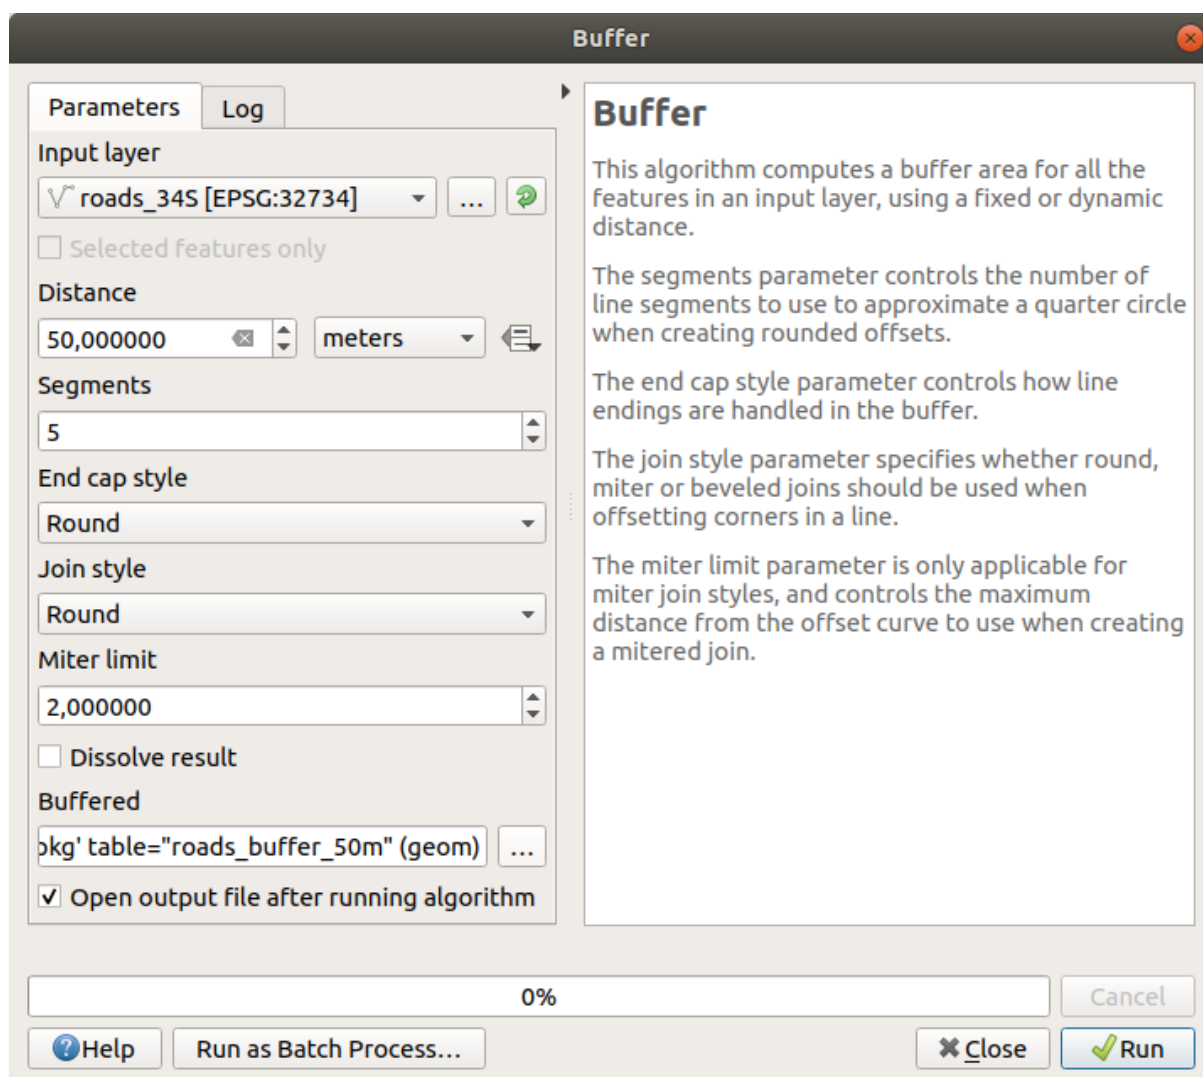 Buffer
Parameters
Log
Input layer
roads_34S [EPSG:32734]
...
Selected features only
Distance
50,000000
meters
Segments
5
End cap style
Round
Join style
Round
Miter limit
2,000000
Dissolve result
Buffered
table="roads_buffer_50m" (geom)
...
Open output file after running algorithm
Buffer
This algorithm computes a buffer area for all the
features in an input layer, using a fixed or dynamic
distance.
The segments parameter controls the number of
line segments to use to approximate a quarter circle
when creating rounded offsets.
The end cap style parameter controls how line
endings are handled in the buffer.
The join style parameter specifies whether round,
miter or beveled joins should be used when
offsetting corners in a line.
The miter limit parameter is only applicable for
miter join styles, and controls the maximum
distance from the offset curve to use when creating
a mitered join.
0%
Cancel
Help
Run as Batch Process...
Close
Run